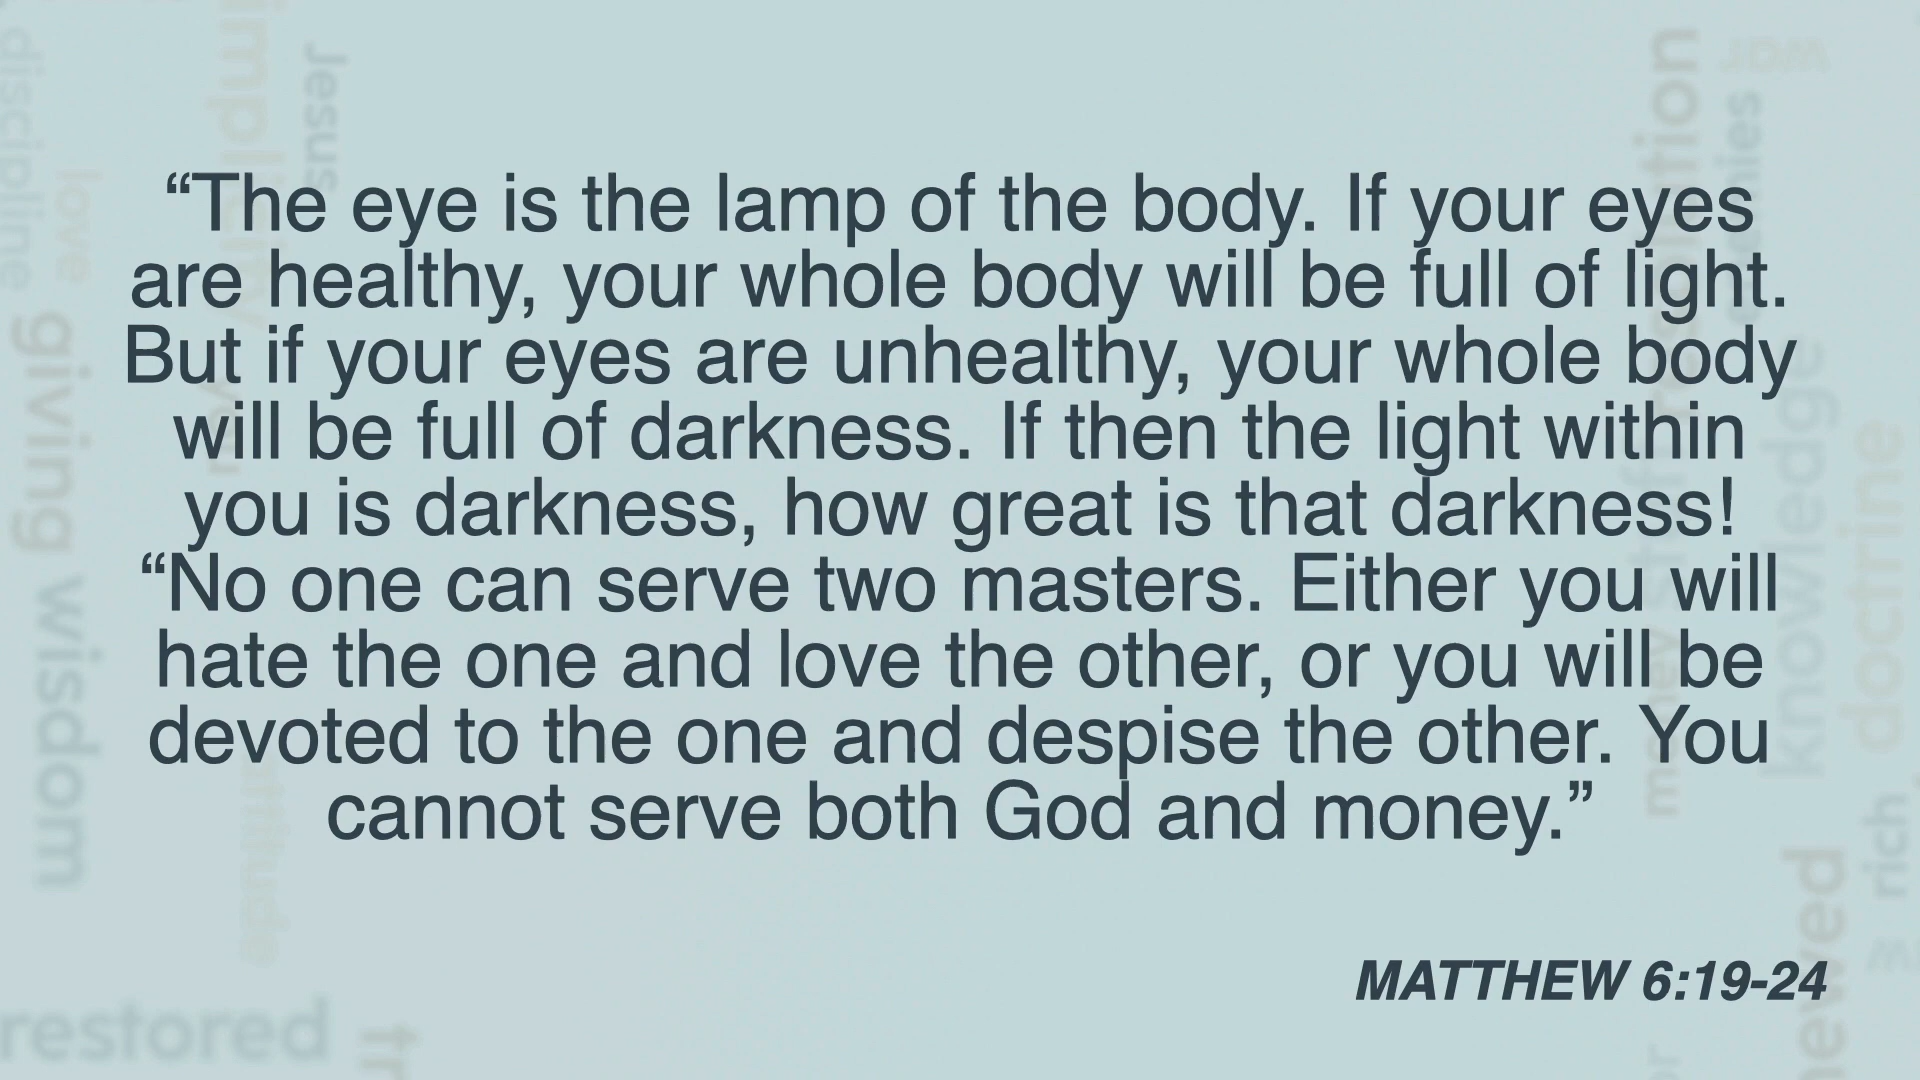 “The eye is the lamp of the body. If your eyes
are healthy, your whole body will be full of light.
But if your eyes are unhealthy, your whole body
will be full of darkness. If then the light within
you is darkness, how great is that darkness!
“No one can serve two masters. Either you will
hate the one and love the other, or you will be
devoted to the one and despise the other. You
cannot serve both God and money.”
MATTHEW 6:19-24
discipline
love
giving
wisdom
Jesus
restored
war
knowledge
doctrine
rich
money